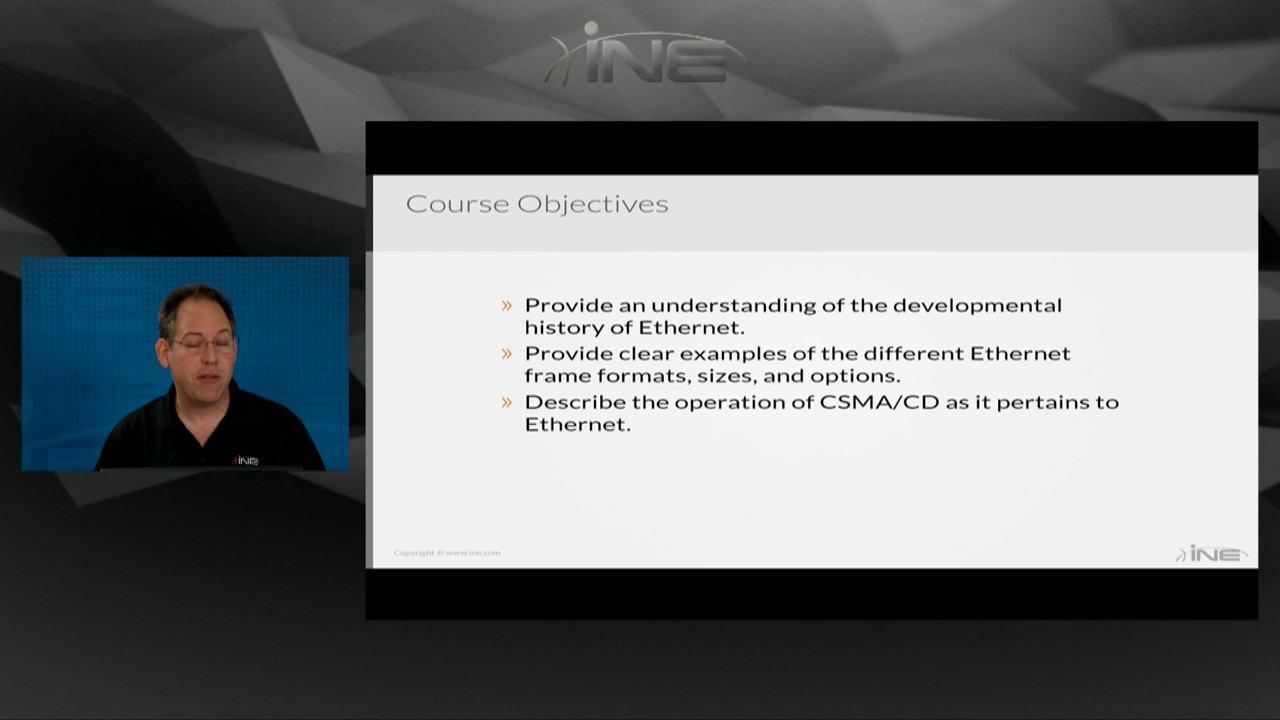 iNE
Course Objectives
» Provide an understanding of the developmental
history of Ethernet.
» Provide clear examples of the different Ethernet
frame formats, sizes, and options.
» Describe the operation of CSMA/CD as it pertains to
Ethernet.
iNE
Copyright © www.ine.com
iNE